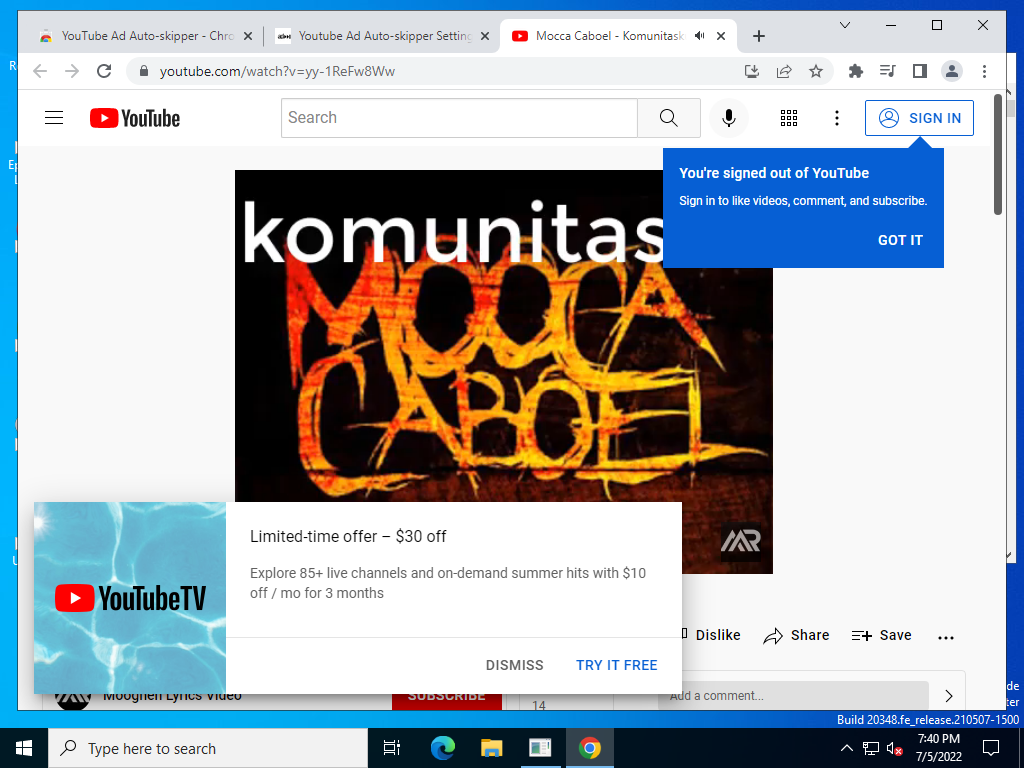 YouTube Ad Auto-skipper - Chro
Youtube Ad Auto-skipper Setting
Mocca Caboel - Komunitask
youtube.com/watch?v=yy-1ReFw8Ww
YouTube
Search
SIGN IN
You're signed out of YouTube
Sign in to like videos, comment, and subscribe.
GOT IT
komunitas
MOCCA
CABOEL
MR
Limited-time offer – $30 off
Explore 85+ live channels and on-demand summer hits with $10
off / mo for 3 months
YouTubeTV
DISMISS
TRY IT FREE
Dislike
Share
Save
Moognen Lyrics Video
SUBSCRIBE
14
Add a comment...
Build 20348.fe_release.210507-1500
Type here to search
7:40 PM
7/5/2022